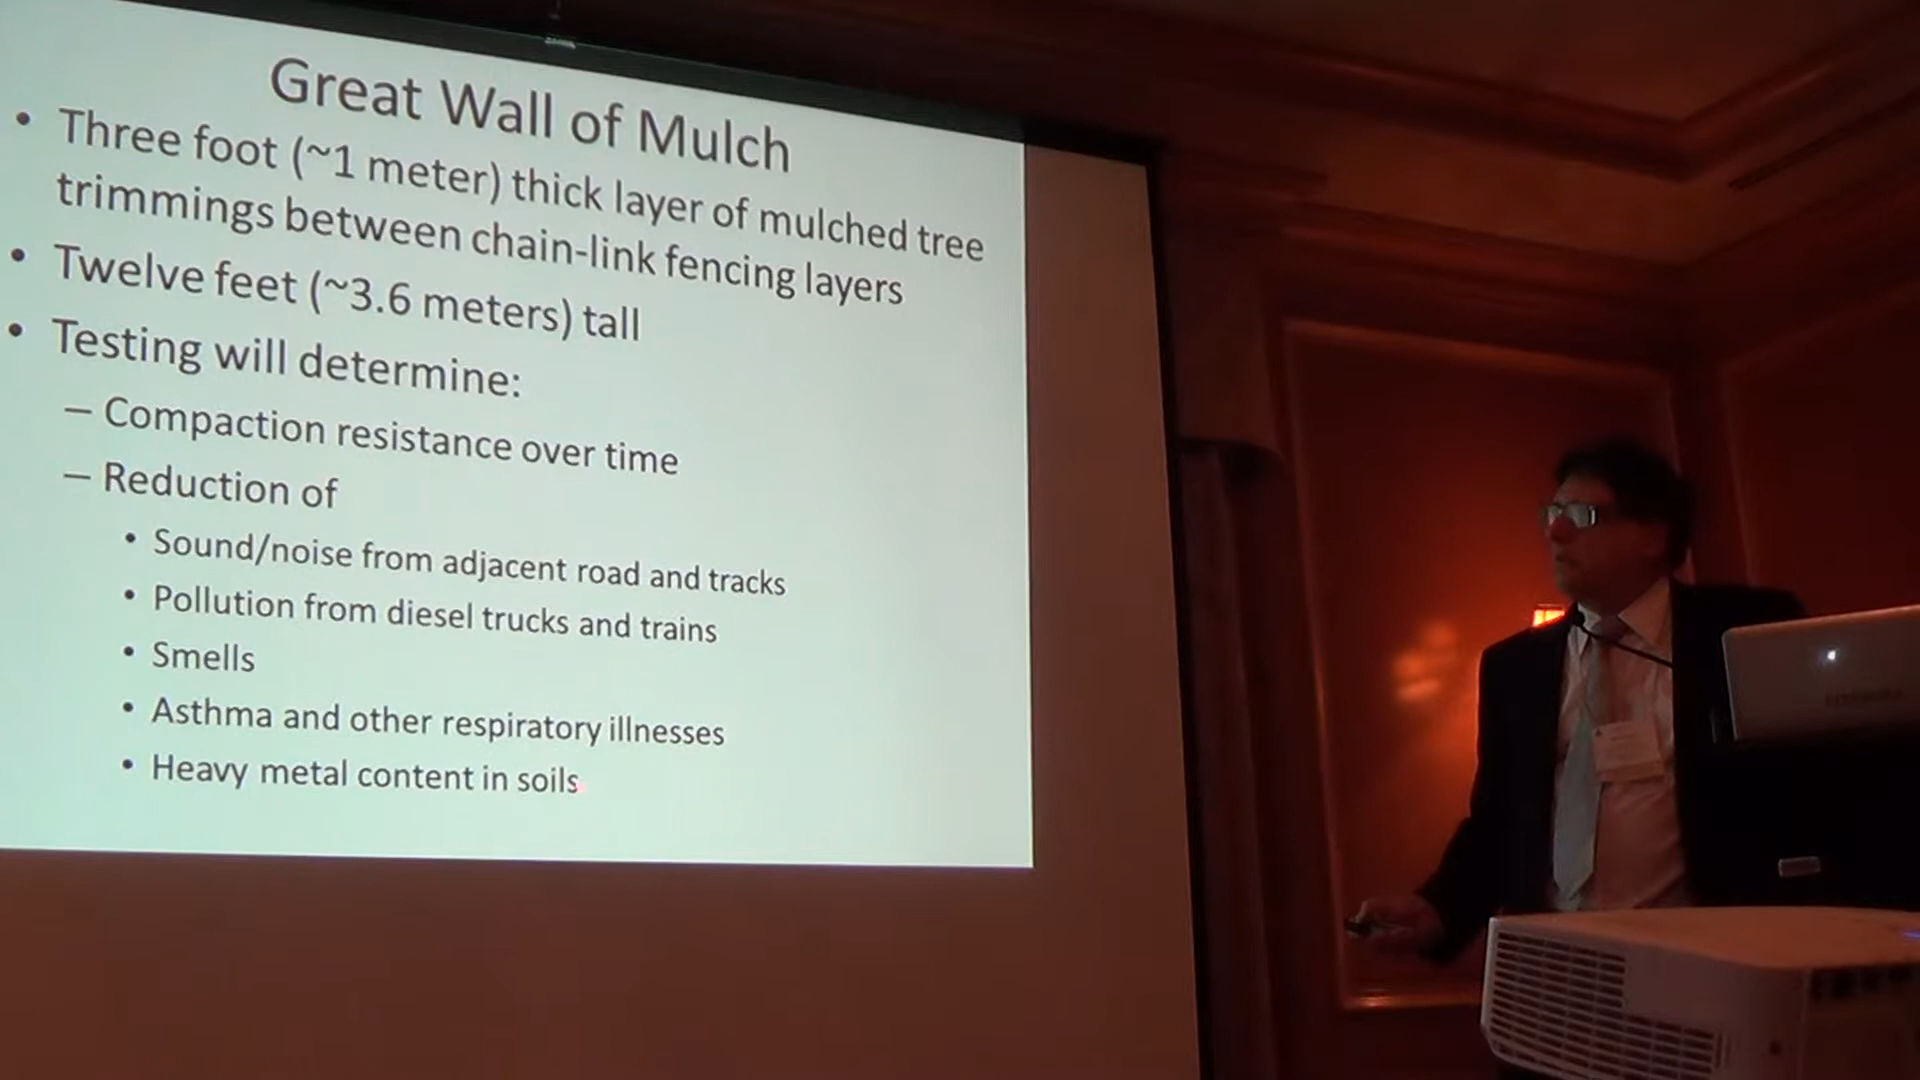 Great Wall of Mulch
• Three foot (~1 meter) thick layer of mulched tree
trimmings between chain-link fencing layers
• Twelve feet (~3.6 meters) tall
• Testing will determine:
– Compaction resistance over time
– Reduction of
• Sound/noise from adjacent road and tracks
• Pollution from diesel trucks and trains
• Smells
• Asthma and other respiratory illnesses
• Heavy metal content in soils